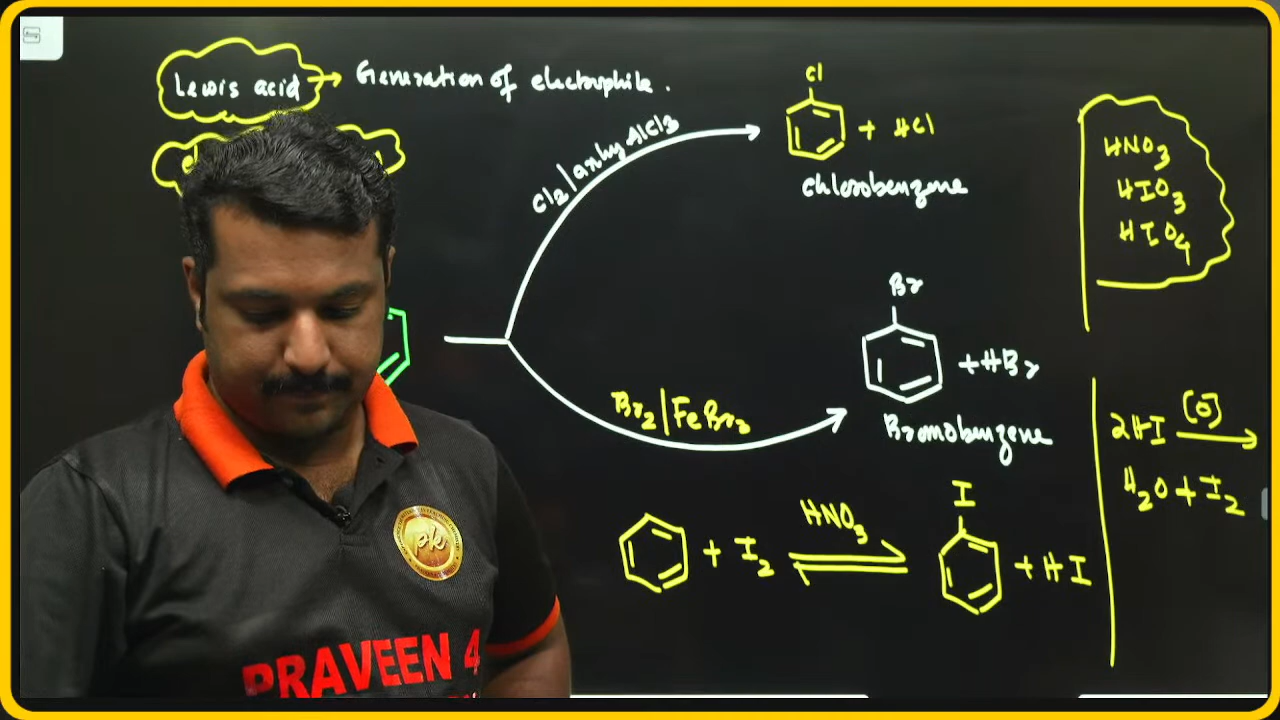 Lewis acid → Generation of electrophile.
Cl2/anhy AlCl3
Cl
+ HCl
chlorobenzene
HNO3
HIO3
HIO4
Br2/FeBr3
Br
+HBr
Bromobenzene
2HI [O] →
H2O + I2
+ I2 ⇌ HNO3
I
+ HI
pk
PRAVEEN 4